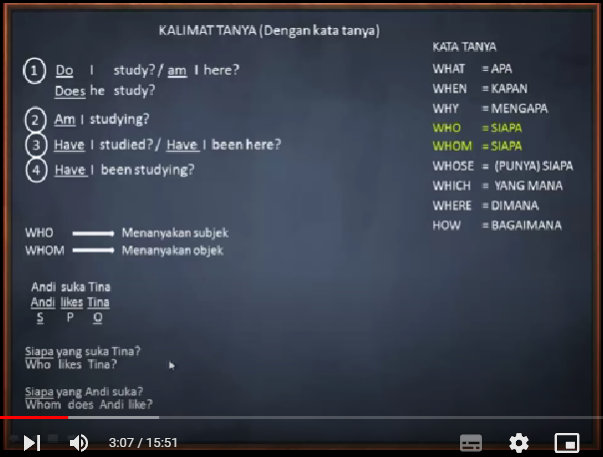 KALIMAT TANYA (Dengan kata tanya)
1 Do I study? / am I here?
Does he study?
2 Am I studying?
3 Have I studied? / Have I been here?
4 Have I been studying?
KATA TANYA
WHAT = APA
WHEN = KAPAN
WHY = MENGAPA
WHO = SIAPA
WHOM = SIAPA
WHOSE = (PUNYA) SIAPA
WHICH = YANG MANA
WHERE = DIMANA
HOW = BAGAIMANA
WHO Menanyakan subjek
WHOM Menanyakan objek
Andi suka Tina
Andi likes Tina
S P O
Siapa yang suka Tina?
Who likes Tina?
Siapa yang Andi suka?
Whom does Andi like?
3:07 / 15:51